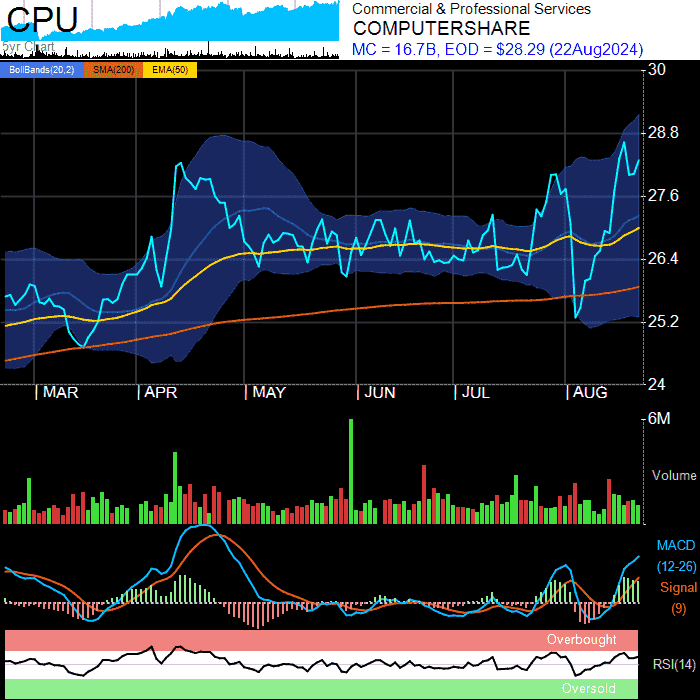 CPU
5yr Chart
Commercial & Professional Services
COMPUTERSHARE
MC = 16.7B, EOD = $28.29 (22Aug2024)
BollBands(20,2) SMA(200) EMA(50)
30
28.8
27.6
26.4
25.2
24
MAR APR MAY JUN JUL AUG
6M
Volume
MACD
(12-26)
Signal
(9)
Overbought
RSI(14)
Oversold